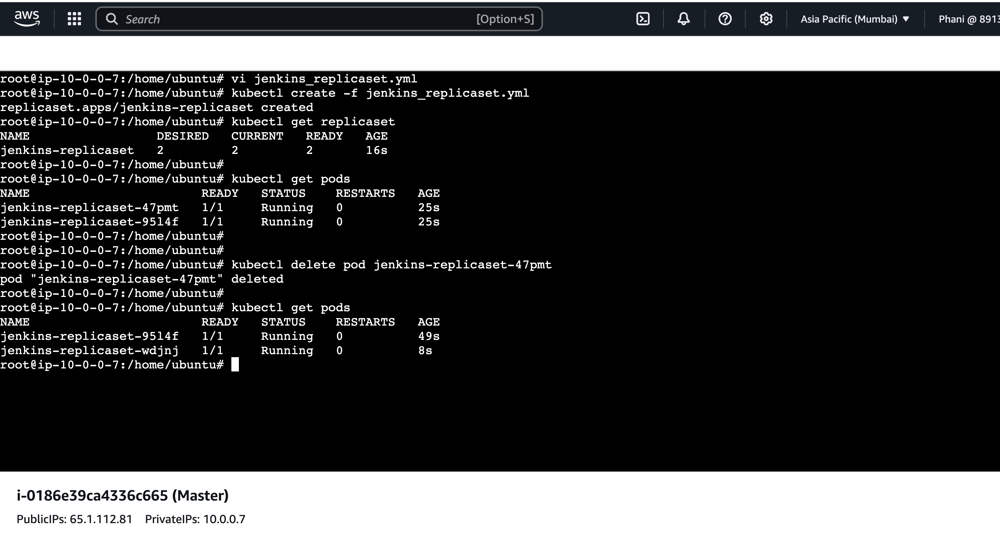 aws Search [Option+S] Asia Pacific (Mumbai) Phani @ 8913
root@ip-10-0-0-7:/home/ubuntu# vi jenkins_replicaset.yml
root@ip-10-0-0-7:/home/ubuntu# kubectl create -f jenkins_replicaset.yml
replicaset.apps/jenkins-replicaset created
root@ip-10-0-0-7:/home/ubuntu# kubectl get replicaset
NAME DESIRED CURRENT READY AGE
jenkins-replicaset 2 2 2 16s
root@ip-10-0-0-7:/home/ubuntu#
root@ip-10-0-0-7:/home/ubuntu# kubectl get pods
NAME READY STATUS RESTARTS AGE
jenkins-replicaset-47pmt 1/1 Running 0 25s
jenkins-replicaset-95l4f 1/1 Running 0 25s
root@ip-10-0-0-7:/home/ubuntu#
root@ip-10-0-0-7:/home/ubuntu#
root@ip-10-0-0-7:/home/ubuntu# kubectl delete pod jenkins-replicaset-47pmt
pod "jenkins-replicaset-47pmt" deleted
root@ip-10-0-0-7:/home/ubuntu#
root@ip-10-0-0-7:/home/ubuntu# kubectl get pods
NAME READY STATUS RESTARTS AGE
jenkins-replicaset-95l4f 1/1 Running 0 49s
jenkins-replicaset-wdjnj 1/1 Running 0 8s
root@ip-10-0-0-7:/home/ubuntu#
i-0186e39ca4336c665 (Master)
PublicIPs: 65.1.112.81 PrivateIPs: 10.0.0.7